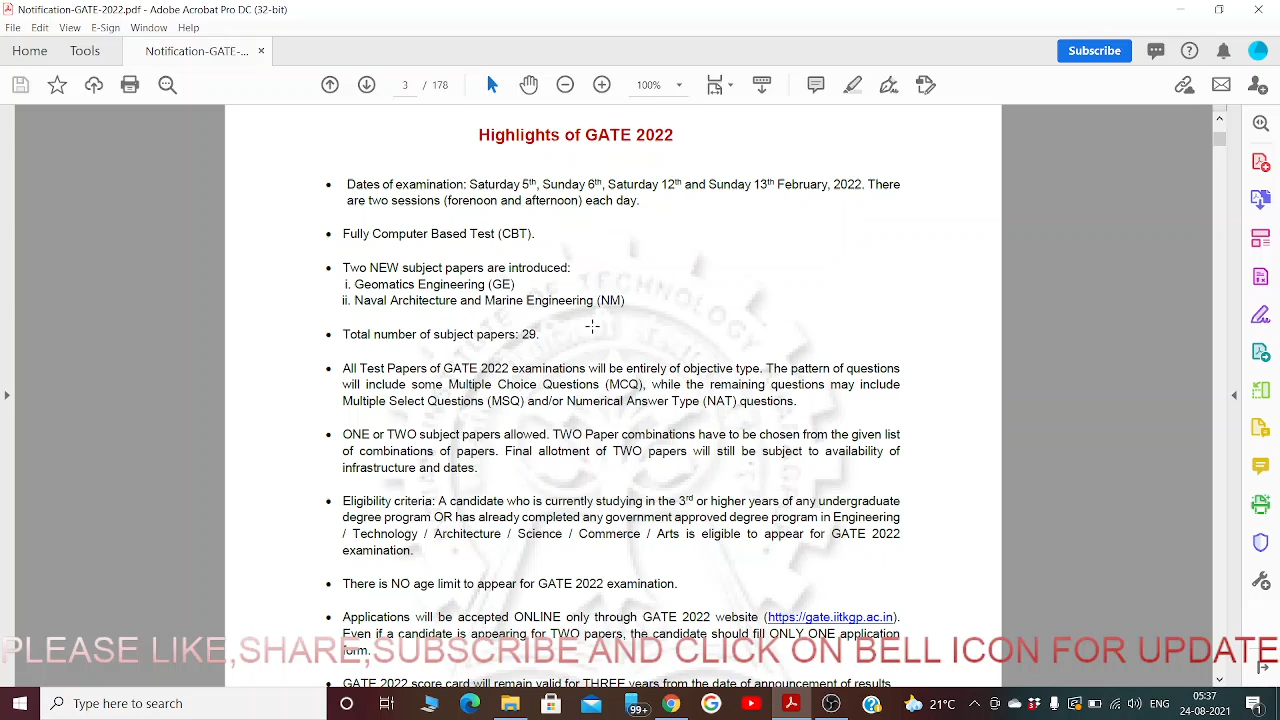 Notification-GATE-2022.pdf - Adobe Acrobat Pro DC (32-bit)
File Edit View E-Sign Window Help
Home Tools Notification-GATE-... × Subscribe
3 / 178 100%
Highlights of GATE 2022
• Dates of examination: Saturday 5th, Sunday 6th, Saturday 12th and Sunday 13th February, 2022. There
are two sessions (forenoon and afternoon) each day.
• Fully Computer Based Test (CBT).
• Two NEW subject papers are introduced:
i. Geomatics Engineering (GE)
ii. Naval Architecture and Marine Engineering (NM)
• Total number of subject papers: 29.
• All Test Papers of GATE 2022 examinations will be entirely of objective type. The pattern of questions
will include some Multiple Choice Questions (MCQ), while the remaining questions may include
Multiple Select Questions (MSQ) and/or Numerical Answer Type (NAT) questions.
• ONE or TWO subject papers allowed. TWO Paper combinations have to be chosen from the given list
of combinations of papers. Final allotment of TWO papers will still be subject to availability of
infrastructure and dates.
• Eligibility criteria: A candidate who is currently studying in the 3rd or higher years of any undergraduate
degree program OR has already completed any government approved degree program in Engineering
/ Technology / Architecture / Science / Commerce / Arts is eligible to appear for GATE 2022
examination.
• There is NO age limit to appear for GATE 2022 examination.
• Applications will be accepted ONLINE only through GATE 2022 website (https://gate.iitkgp.ac.in).
Even if a candidate is appearing for TWO papers, the candidate should fill ONLY ONE application
form.
PLEASE LIKE,SHARE,SUBSCRIBE AND CLICK ON BELL ICON FOR UPDATE
• GATE 2022 score card will remain valid for THREE years from the date of announcement of results.
Type here to search 99+ 21°C ENG 05:37
24-08-2021